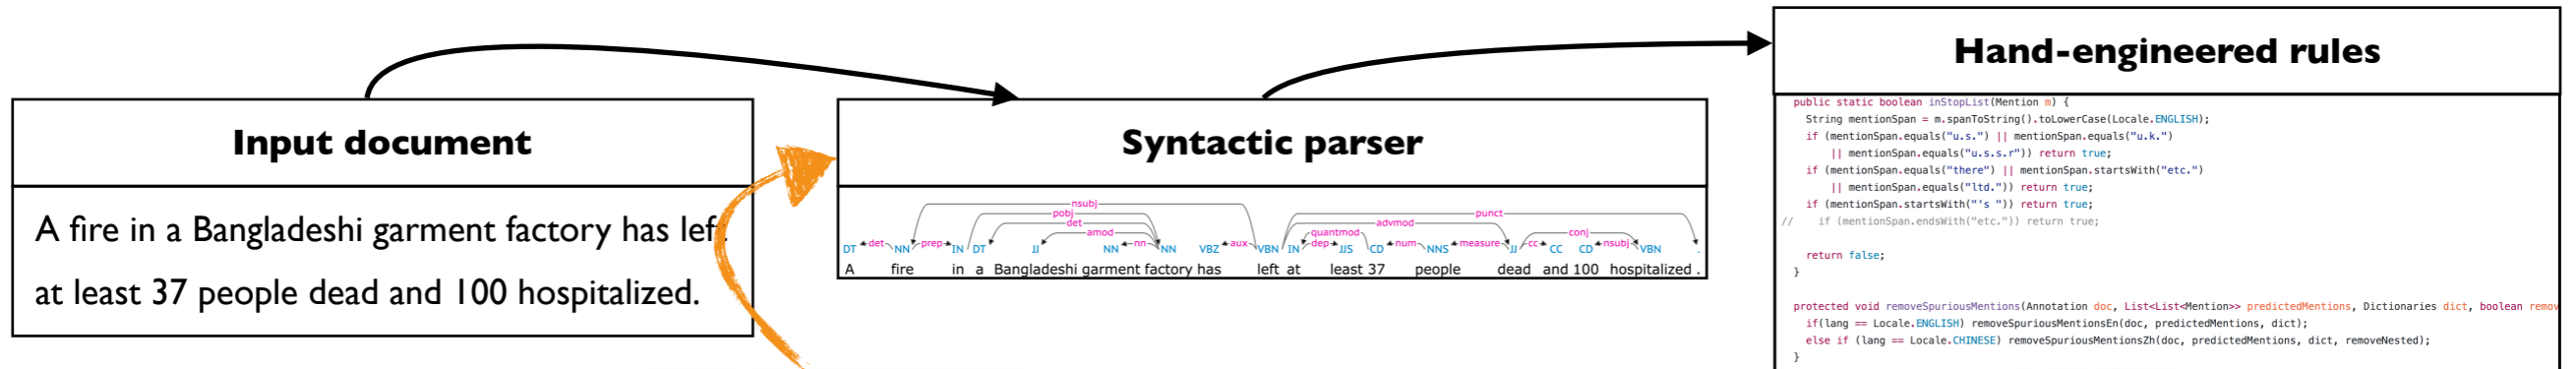 Input document
A fire in a Bangladeshi garment factory has left
at least 37 people dead and 100 hospitalized.
Syntactic parser
nsubj
pobj punct
det advmod
amod quantmod conj
DT det NN prep IN DT JJ NN nn NN VBZ aux VBN IN dep JJS CD num NNS measure JJ cc CC CD nsubj VBN .
A fire in a Bangladeshi garment factory has left at least 37 people dead and 100 hospitalized .
Hand-engineered rules
public static boolean inStopList(Mention m) {
String mentionSpan = m.spanToString().toLowerCase(Locale.ENGLISH);
if (mentionSpan.equals("u.s.") || mentionSpan.equals("u.k.")
|| mentionSpan.equals("u.s.s.r")) return true;
if (mentionSpan.equals("there") || mentionSpan.startsWith("etc.")
|| mentionSpan.equals("ltd.")) return true;
if (mentionSpan.startsWith("'s ")) return true;
// if (mentionSpan.endsWith("etc.")) return true;
return false;
}
protected void removeSpuriousMentions(Annotation doc, List<List<Mention>> predictedMentions, Dictionaries dict, boolean remov
if(lang == Locale.ENGLISH) removeSpuriousMentionsEn(doc, predictedMentions, dict);
else if (lang == Locale.CHINESE) removeSpuriousMentionsZh(doc, predictedMentions, dict, removeNested);
}